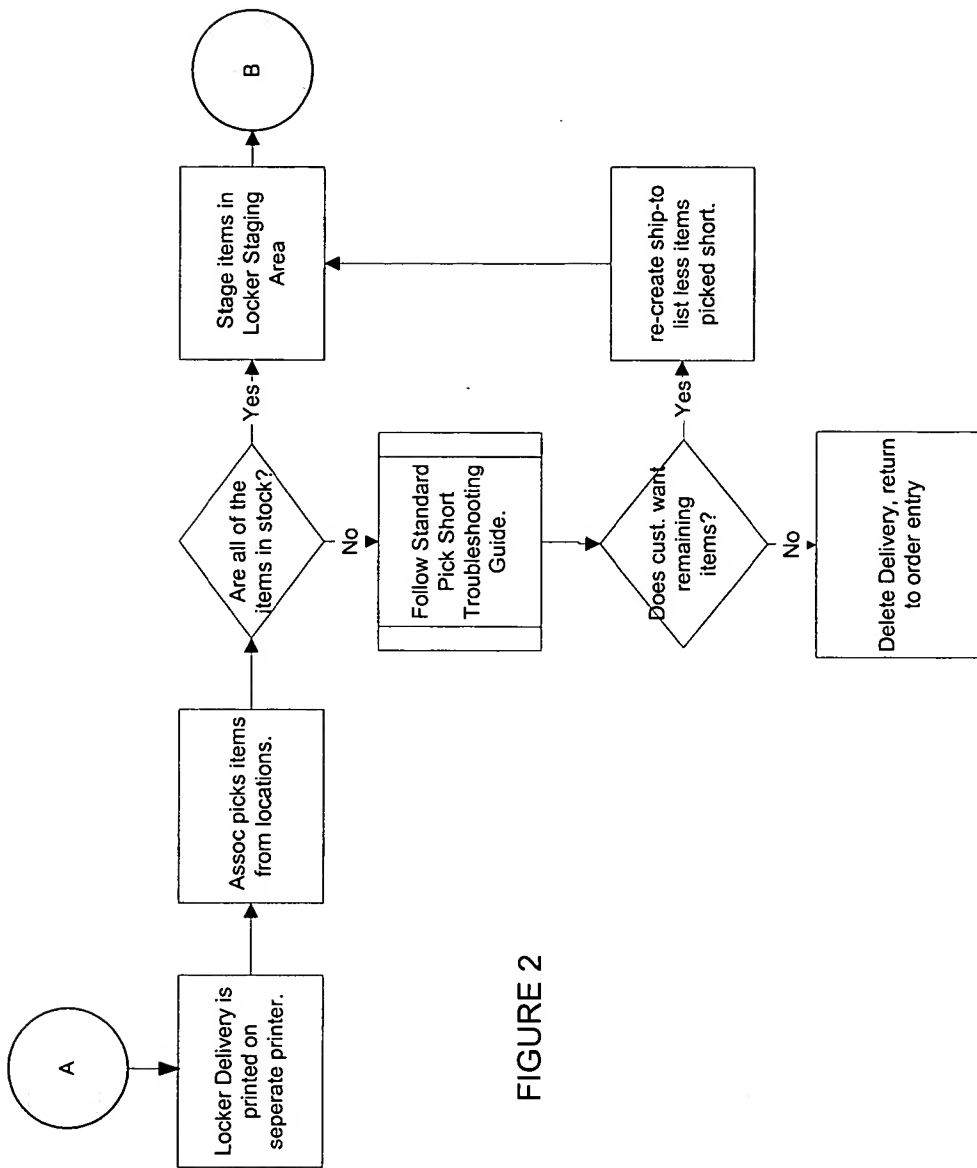 A
Locker Delivery is
printed on
seperate printer.
Assoc picks items
from locations.
Are all of the
items in stock?
Yes
Stage items in
Locker Staging
Area
B
No
Follow Standard
Pick Short
Troubleshooting
Guide.
Does cust. want
remaining
items?
Yes
re-create ship-to
list less items
picked short.
No
Delete Delivery, return
to order entry
FIGURE 2